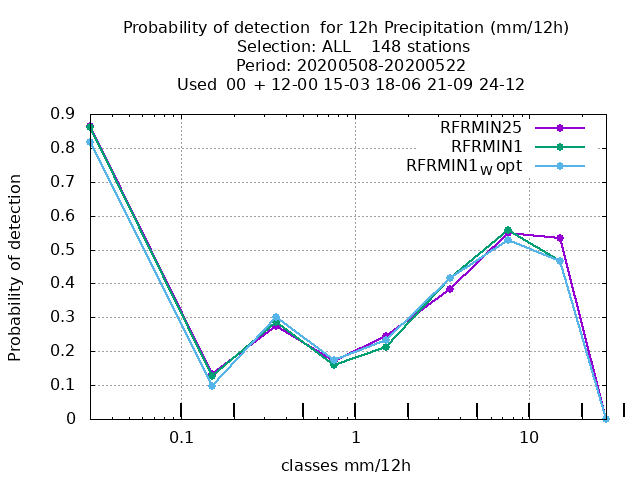 Probability of detection  for 12h Precipitation (mm/12h)
Selection: ALL    148 stations
Period: 20200508-20200522
Used  00 + 12-00 15-03 18-06 21-09 24-12
RFRMIN25
RFRMIN1
RFRMIN1W opt
Probability of detection
0.9
0.8
0.7
0.6
0.5
0.4
0.3
0.2
0.1
0
0.1 1 10
classes mm/12h